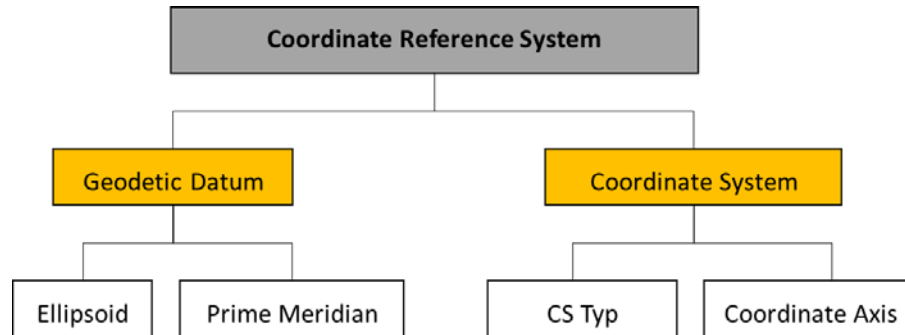 Coordinate Reference System
Geodetic Datum
Coordinate System
Ellipsoid
Prime Meridian
CS Typ
Coordinate Axis